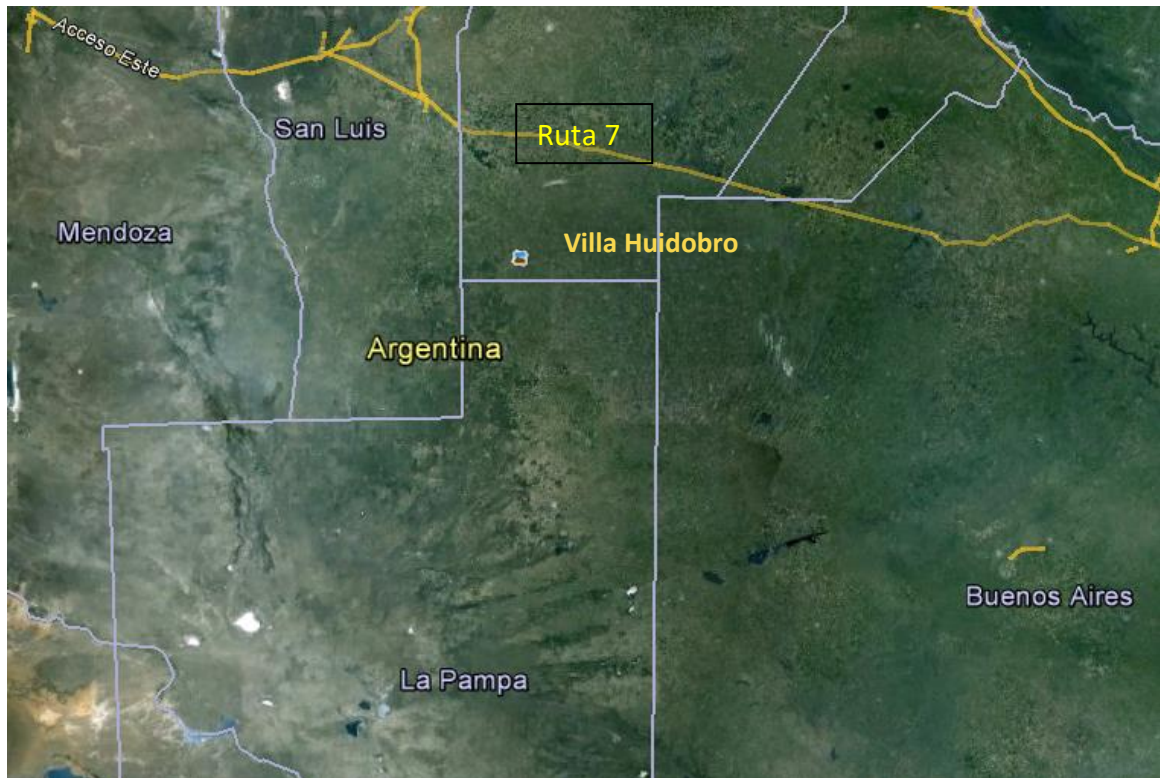 Acceso Este
San Luis
Ruta 7
Mendoza
Villa Huidobro
Argentina
Buenos Aires
La Pampa